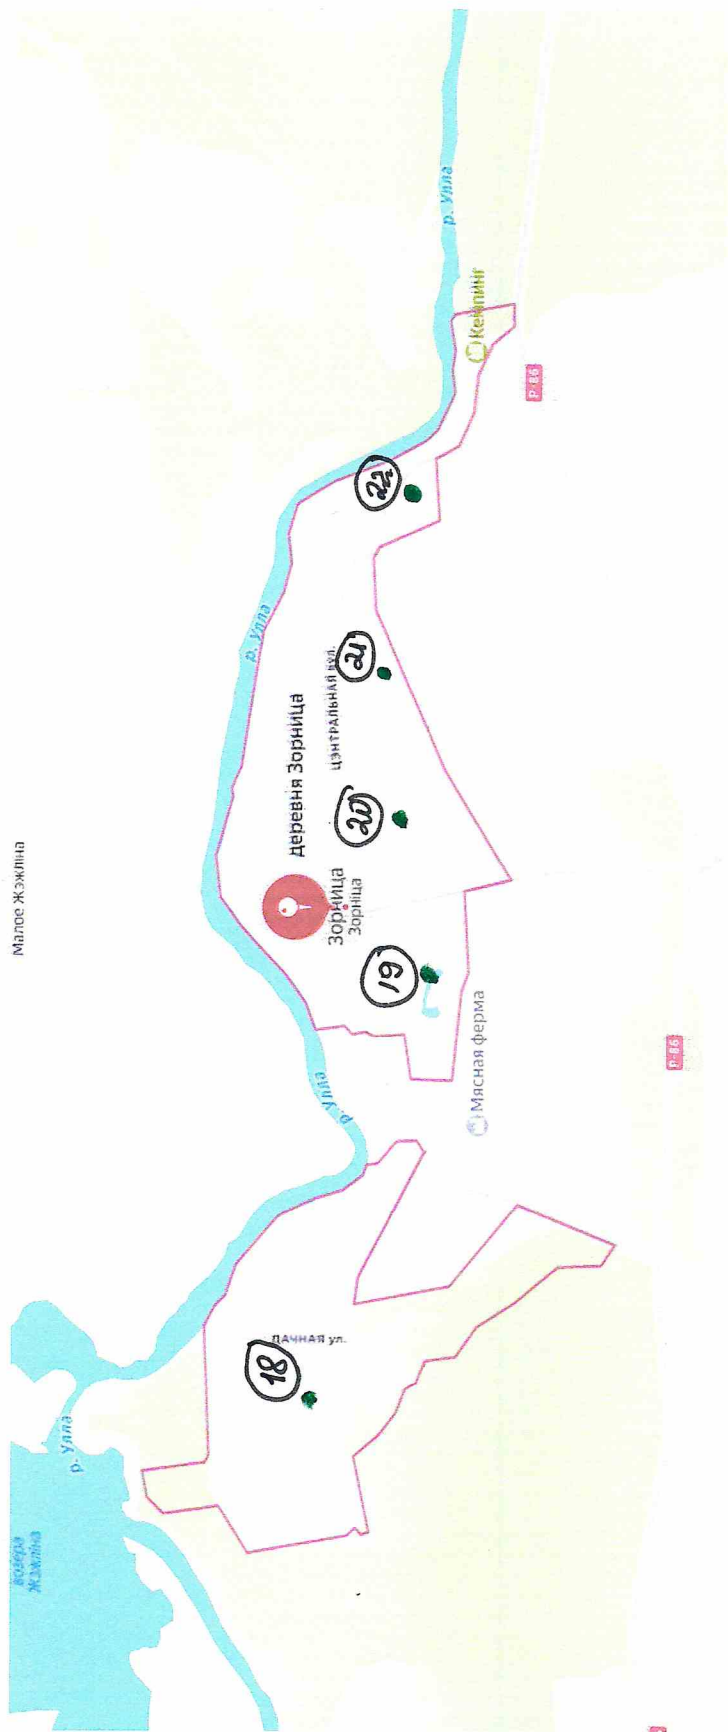 Малое Жэжліна
возера
Жэжліна
р. Улла
р. Улла
р. Улла
р. Улла
деревня Зорница
Зорница
Зорніца
ДАЧНАЯ ул.
ЦЭНТРАЛЬНАЯ вул.
18
19
20
21
22
Мясная ферма
Кемпинг
Р-86
Р-86